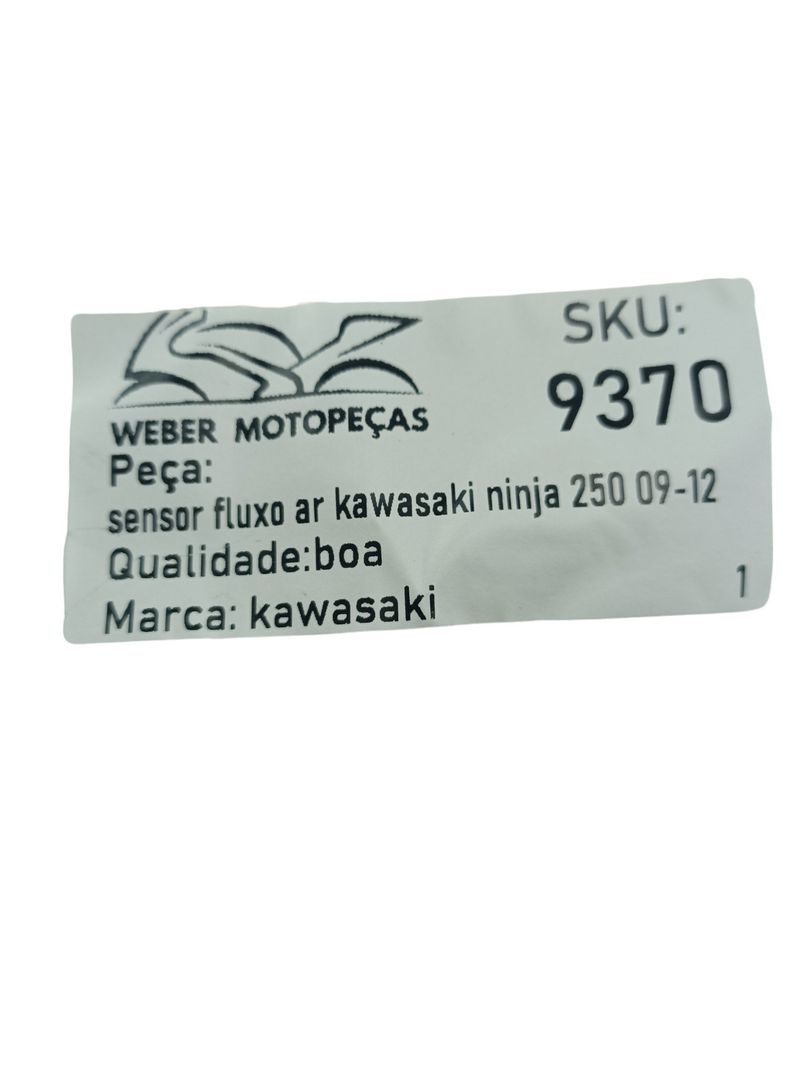 SKU:
9370
WEBER MOTOPEÇAS
Peça:
sensor fluxo ar kawasaki ninja 250 09-12
Qualidade:boa
Marca: kawasaki
1